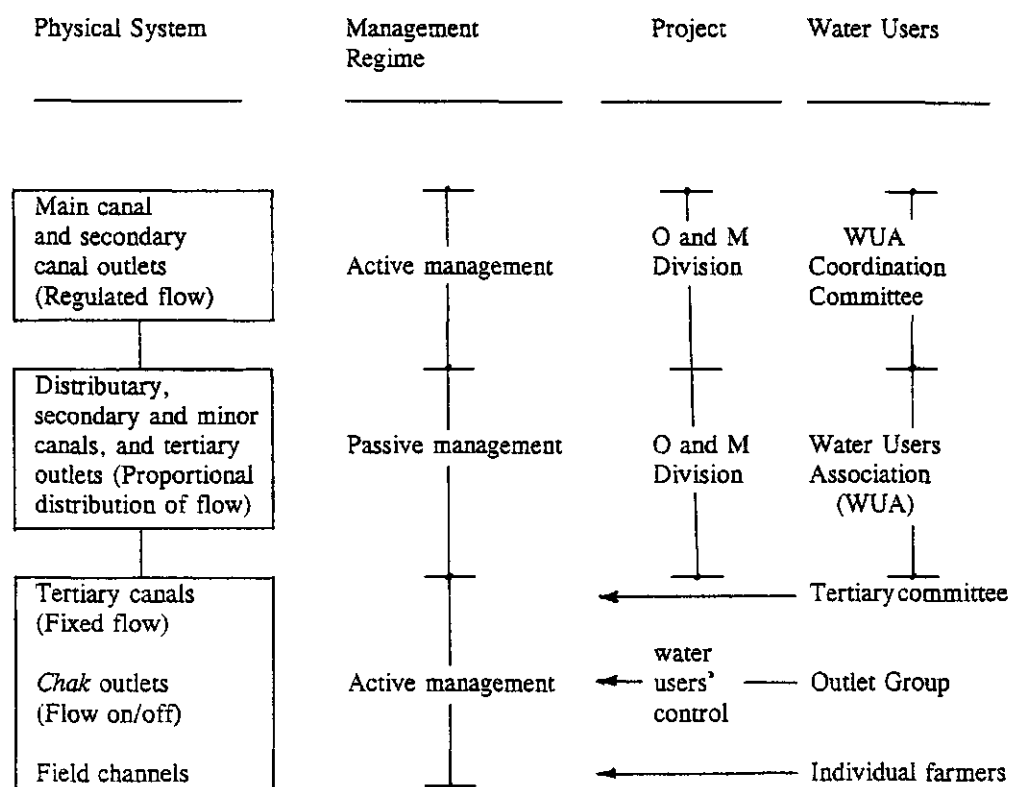 Physical System
Management
Regime
Project
Water Users
Main canal
and secondary
canal outlets
(Regulated flow)
Active management
O and M
Division
WUA
Coordination
Committee
Distributary,
secondary and minor
canals, and tertiary
outlets (Proportional
distribution of flow)
Passive management
O and M
Division
Water Users
Association
(WUA)
Tertiary canals
(Fixed flow)
Chak outlets
(Flow on/off)
Field channels
Active management
water
users'
control
Tertiary committee
Outlet Group
Individual farmers